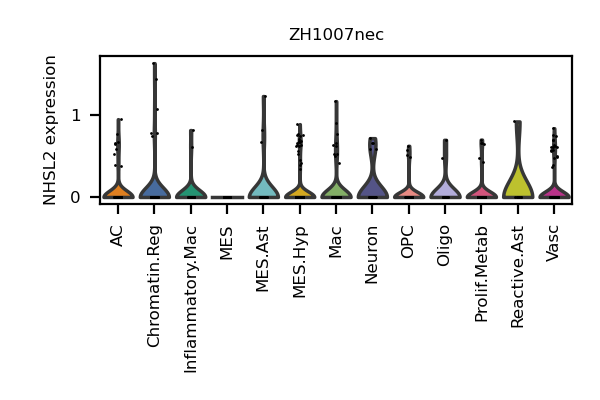 ZH1007nec
NHSL2 expression
1
0
AC
Chromatin.Reg
Inflammatory.Mac
MES
MES.Ast
MES.Hyp
Mac
Neuron
OPC
Oligo
Prolif.Metab
Reactive.Ast
Vasc